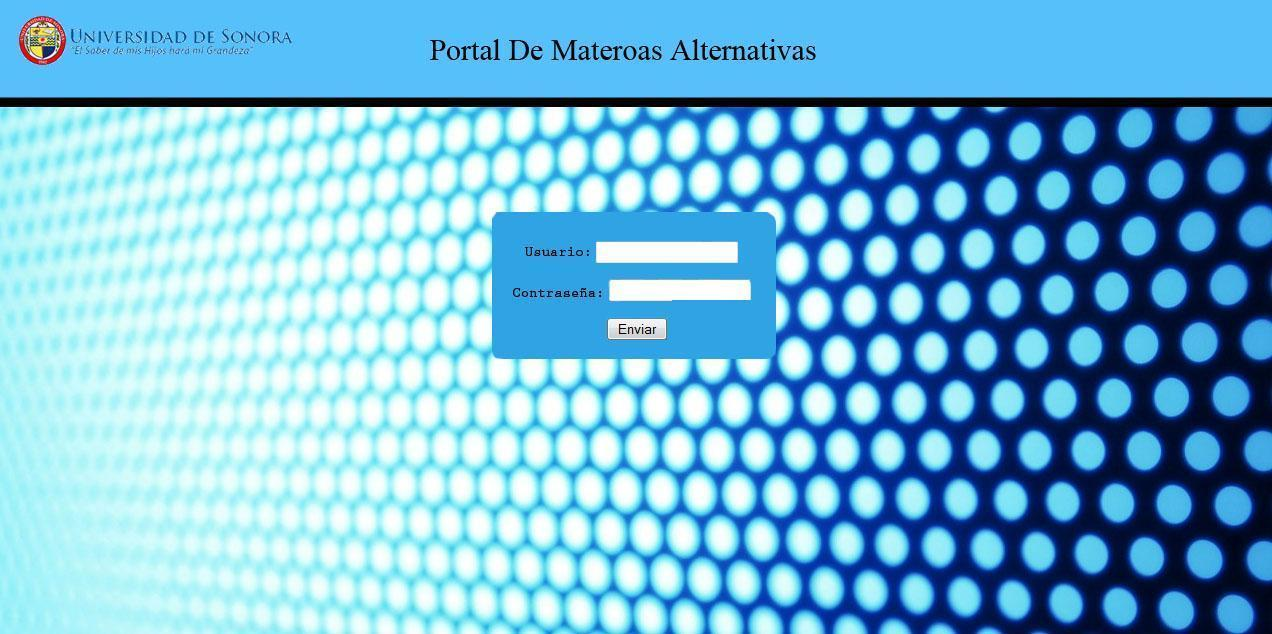 UNIVERSIDAD DE SONORA
"El Saber de mis Hijos hará mi Grandeza"
Portal De Materoas Alternativas
Usuario:
Contraseña:
Enviar